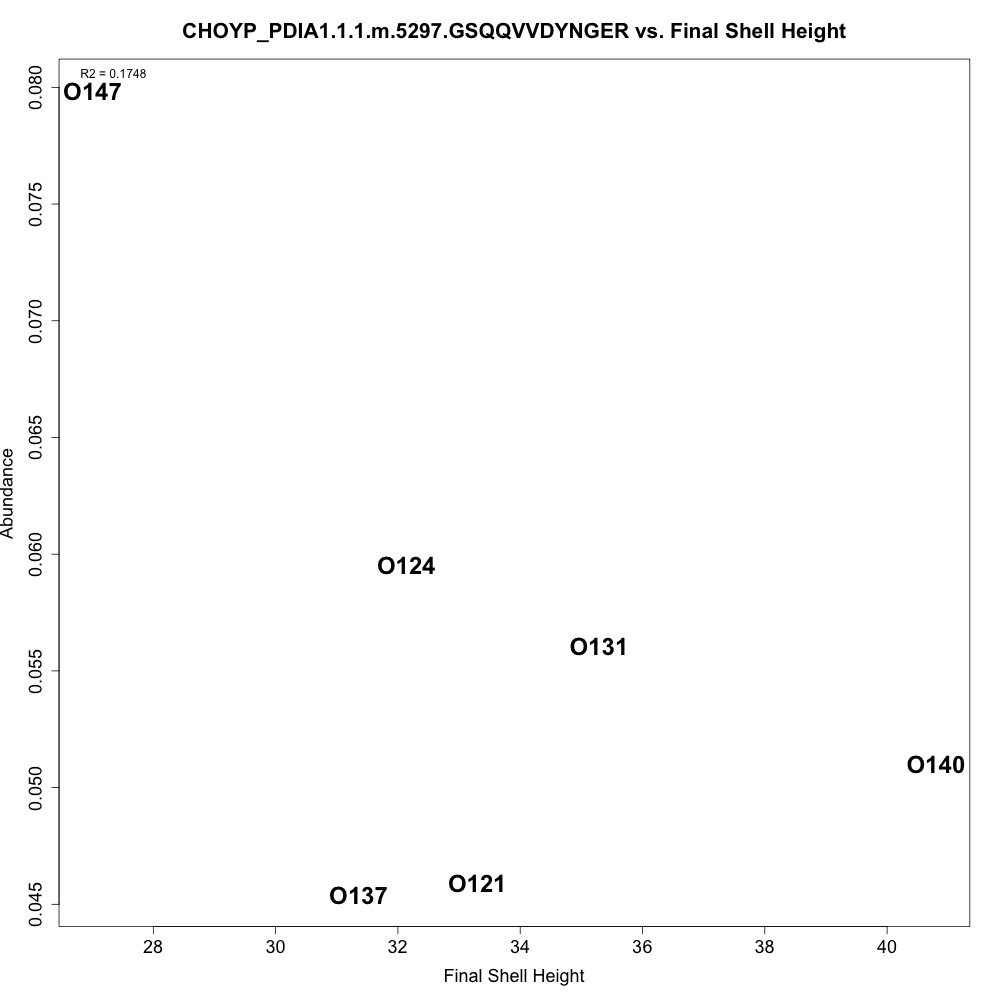 CHOYP_PDIA1.1.1.m.5297.GSQQVVDYNGER vs. Final Shell Height
R2 = 0.1748
O147
O124
O131
O140
O121
O137
Abundance
0.080
0.075
0.070
0.065
0.060
0.055
0.050
0.045
28 30 32 34 36 38 40
Final Shell Height